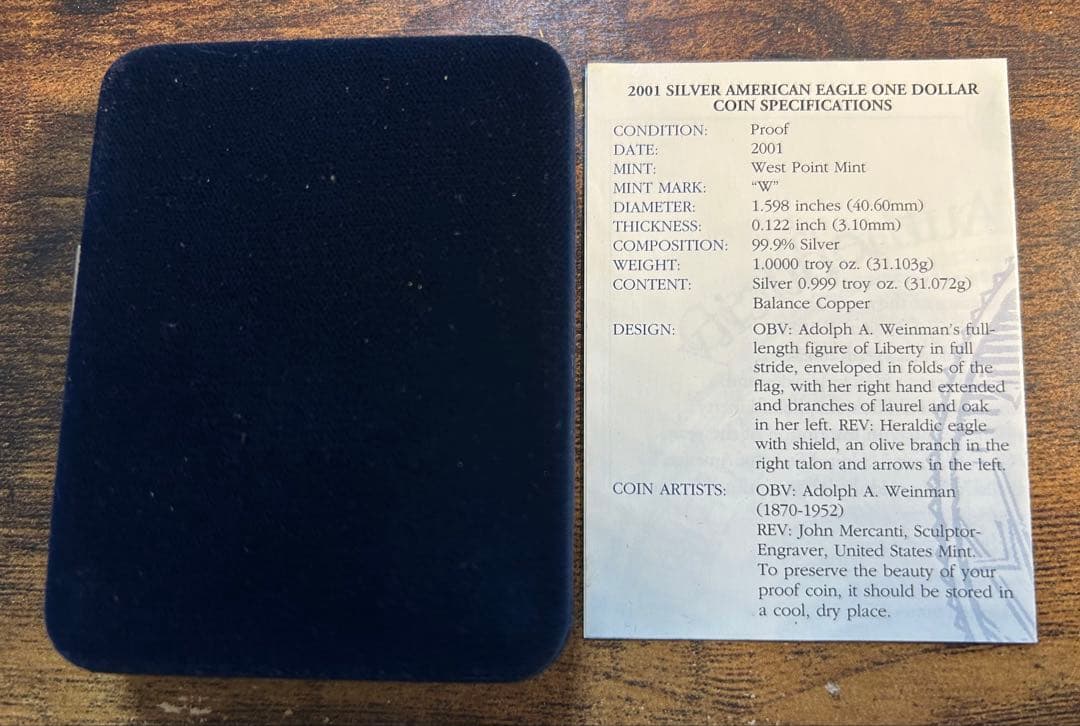 2001 SILVER AMERICAN EAGLE ONE DOLLAR
COIN SPECIFICATIONS
CONDITION: Proof
DATE: 2001
MINT: West Point Mint
MINT MARK: “W”
DIAMETER: 1.598 inches (40.60mm)
THICKNESS: 0.122 inch (3.10mm)
COMPOSITION: 99.9% Silver
WEIGHT: 1.0000 troy oz. (31.103g)
CONTENT: Silver 0.999 troy oz. (31.072g)
Balance Copper
DESIGN: OBV: Adolph A. Weinman’s full-
length figure of Liberty in full
stride, enveloped in folds of the
flag, with her right hand extended
and branches of laurel and oak
in her left. REV: Heraldic eagle
with shield, an olive branch in the
right talon and arrows in the left.
COIN ARTISTS: OBV: Adolph A. Weinman
(1870-1952)
REV: John Mercanti, Sculptor-
Engraver, United States Mint.
To preserve the beauty of your
proof coin, it should be stored in
a cool, dry place.